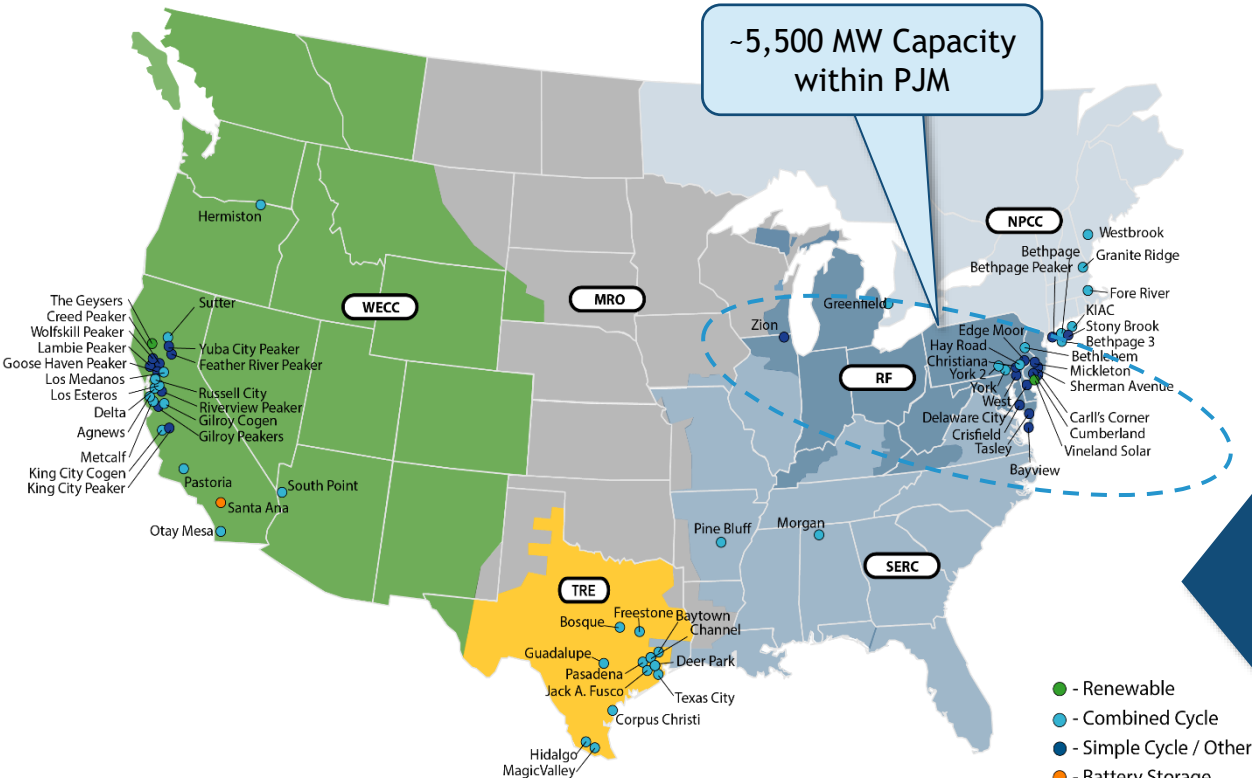 ~5,500 MW Capacity
within PJM
NPCC
WECC
MRO
RF
SERC
TRE
Hermiston
The Geysers
Creed Peaker
Wolfskill Peaker
Lambie Peaker
Goose Haven Peaker
Los Medanos
Los Esteros
Delta
Agnews
Metcalf
King City Cogen
King City Peaker
Sutter
Yuba City Peaker
Feather River Peaker
Russell City
Riverview Peaker
Gilroy Cogen
Gilroy Peakers
Pastoria
South Point
Santa Ana
Otay Mesa
Zion
Greenfield
Westbrook
Granite Ridge
Bethpage
Bethpage Peaker
Fore River
KIAC
Stony Brook
Bethpage 3
Bethlehem
Mickleton
Sherman Avenue
Carll's Corner
Cumberland
Vineland Solar
Edge Moor
Hay Road
Christiana
York 2
York
West
Delaware City
Crisfield
Tasley
Bayview
Pine Bluff
Morgan
Bosque
Freestone
Baytown
Channel
Guadalupe
Deer Park
Pasadena
Jack A. Fusco
Texas City
Corpus Christi
Hidalgo
MagicValley
- Renewable
- Combined Cycle
- Simple Cycle / Other
- Battery Storage